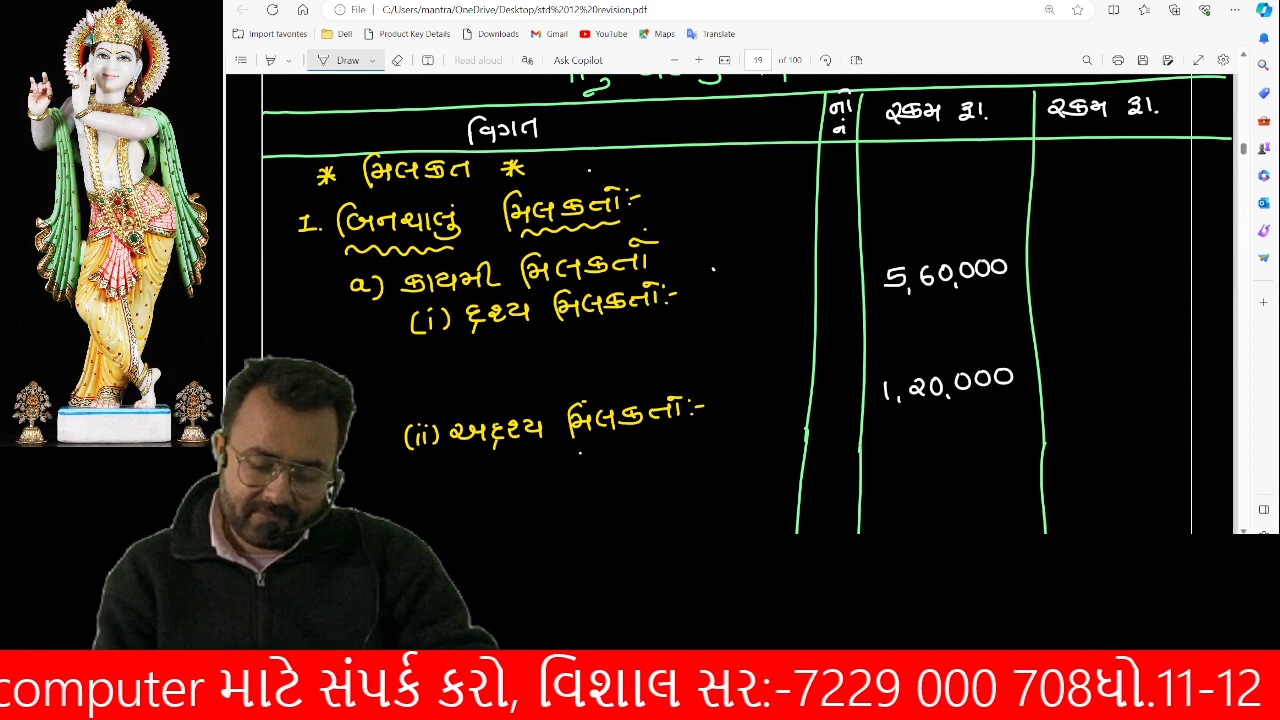 File C:/Users/mantra/OneDrive/Desktop/std%2012%20revision.pdf
Import favorites Dell Product Key Details Downloads Gmail YouTube Maps Translate
Draw Read aloud Ask Copilot 19 of 100
વિગત નોં નં રકમ રૂા. રકમ રૂા.
* મિલકત *
1. બિનચાલું મિલકતો:-
a) કાયમી મિલકતો
5,60,000
(i) દ્રશ્ય મિલકતો:-
1,20,000
(ii) અદ્રશ્ય મિલકતો:-
computer માટે સંપર્ક કરો, વિશાલ સર:-7229 000 708ધો.11-12